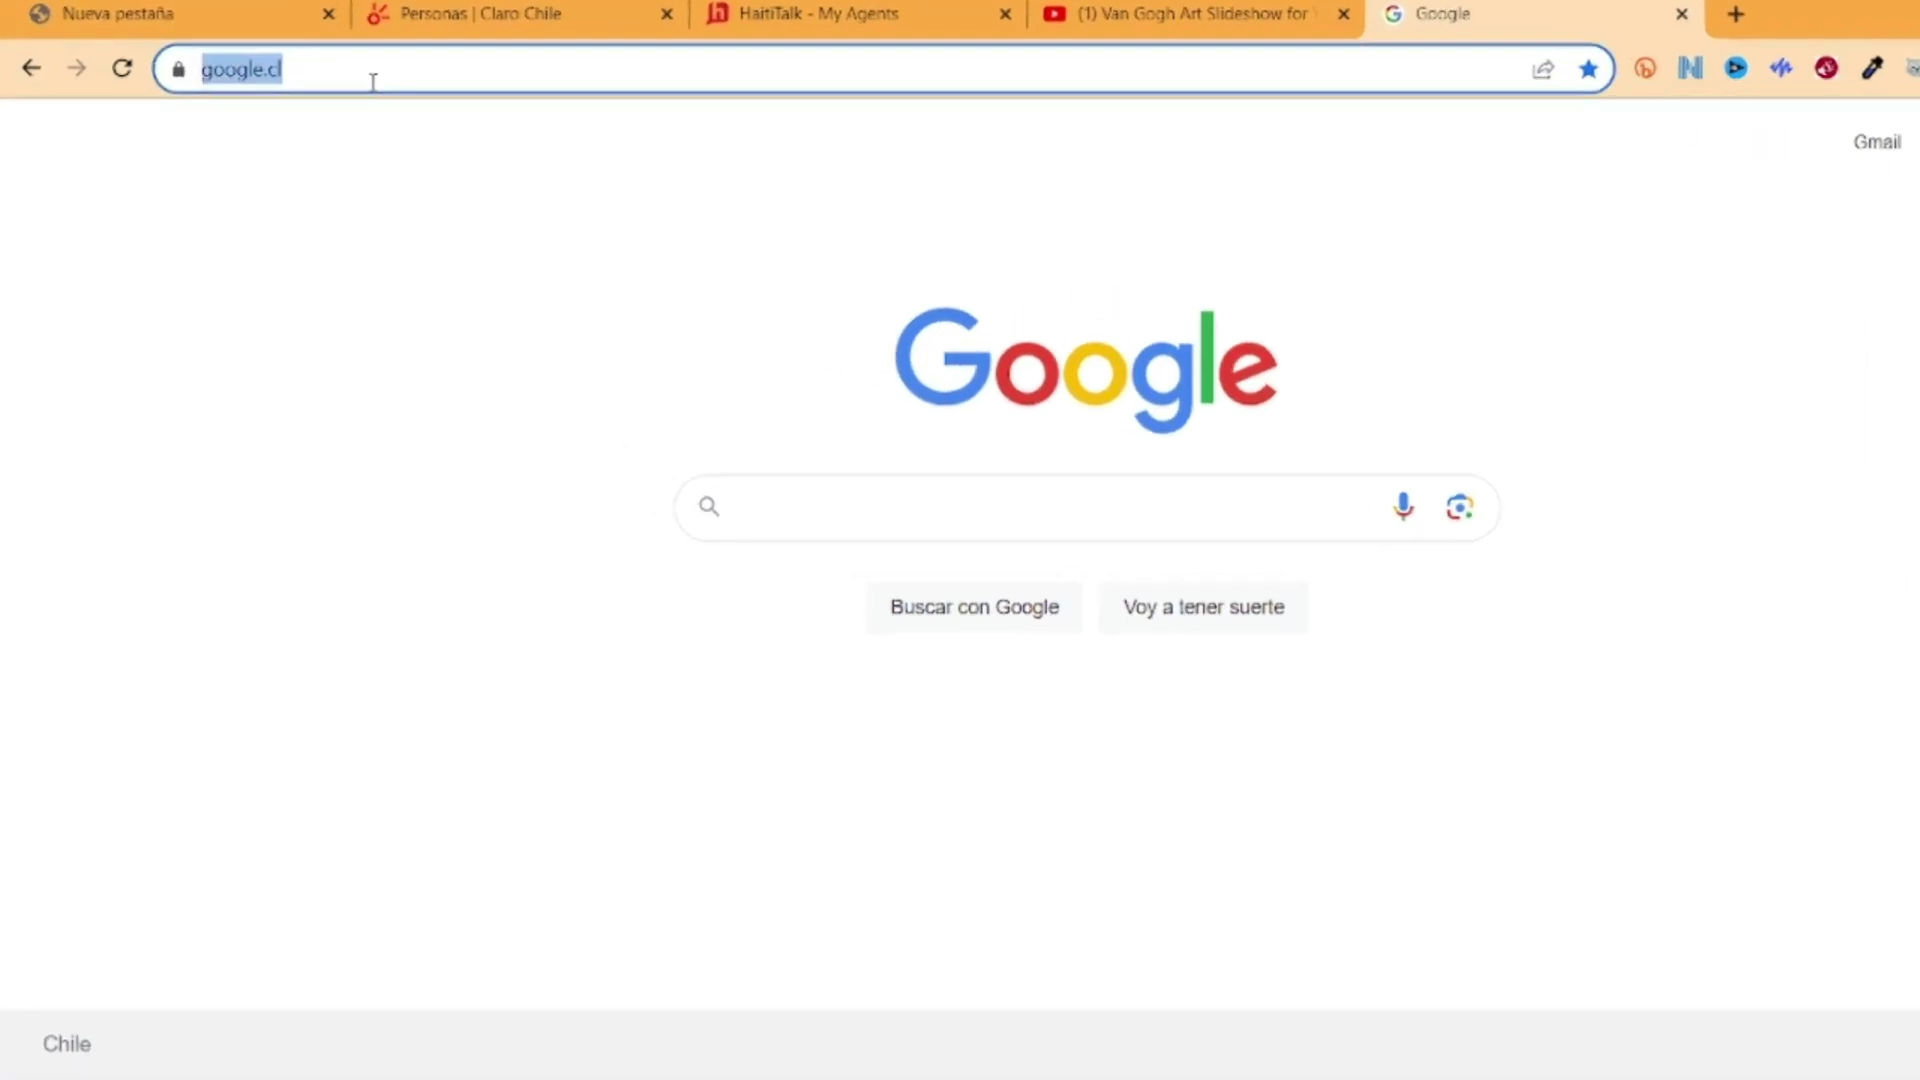 Nueva pestaña
Personas | Claro Chile
HaitiTalk - My Agents
(1) Van Gogh Art Slideshow for
Google
google.cl
Gmail
Google
Buscar con Google
Voy a tener suerte
Chile